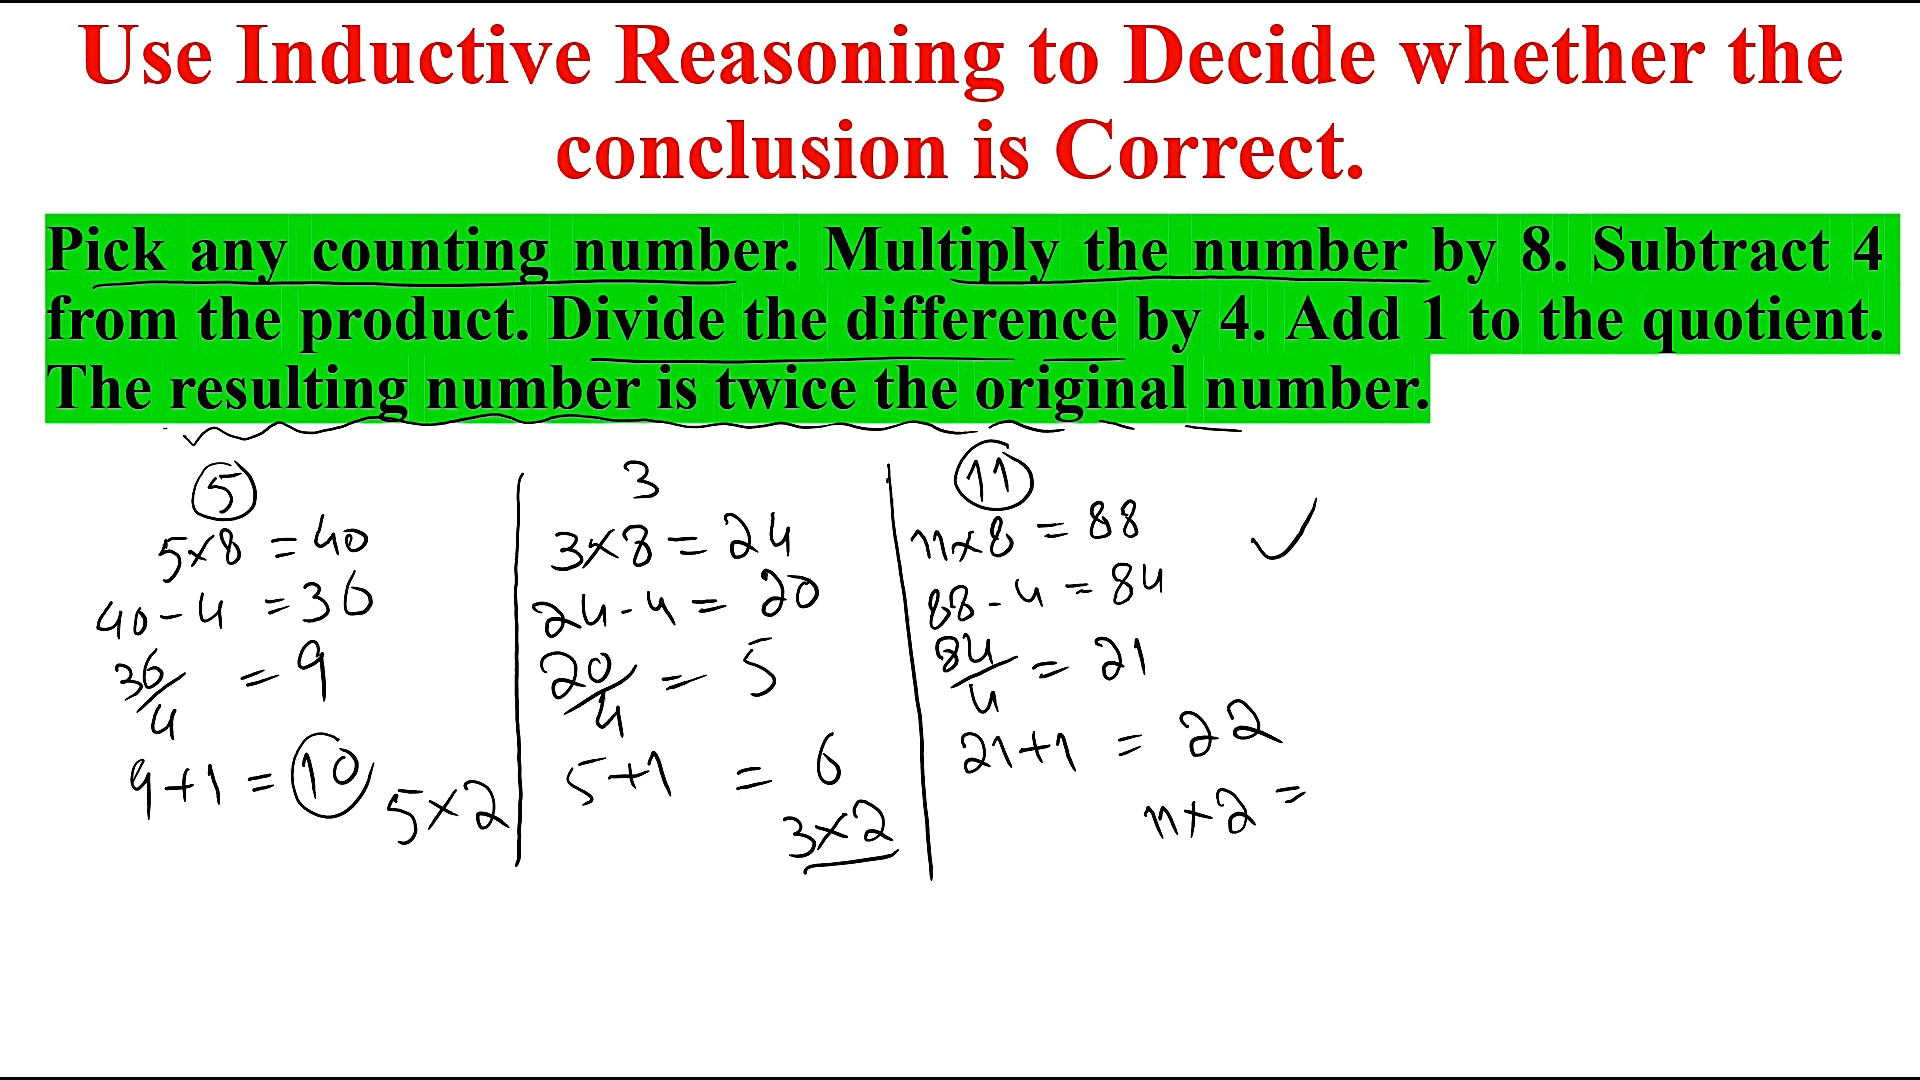 Use Inductive Reasoning to Decide whether the
conclusion is Correct.
Pick any counting number. Multiply the number by 8. Subtract 4
from the product. Divide the difference by 4. Add 1 to the quotient.
The resulting number is twice the original number.
5
5×8 = 40
40-4 = 36
36/4 = 9
9+1 = 10
5×2
3
3×8 = 24
24-4 = 20
20/4 = 5
5+1 = 6
3×2
11
11×8 = 88
88-4 = 84
84/4 = 21
21+1 = 22
11×2 =